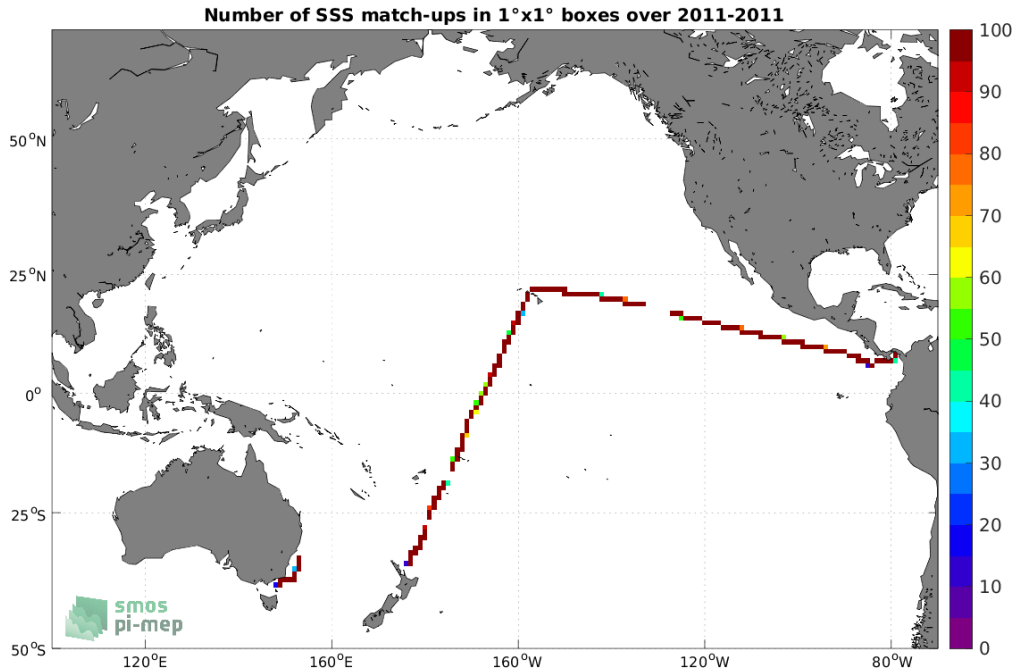 Number of SSS match-ups in 1°x1° boxes over 2011-2011
100
90
80
70
60
50
40
30
20
10
0
50°N
25°N
0°
25°S
50°S
120°E
160°E
160°W
120°W
80°W
smos
pi-mep